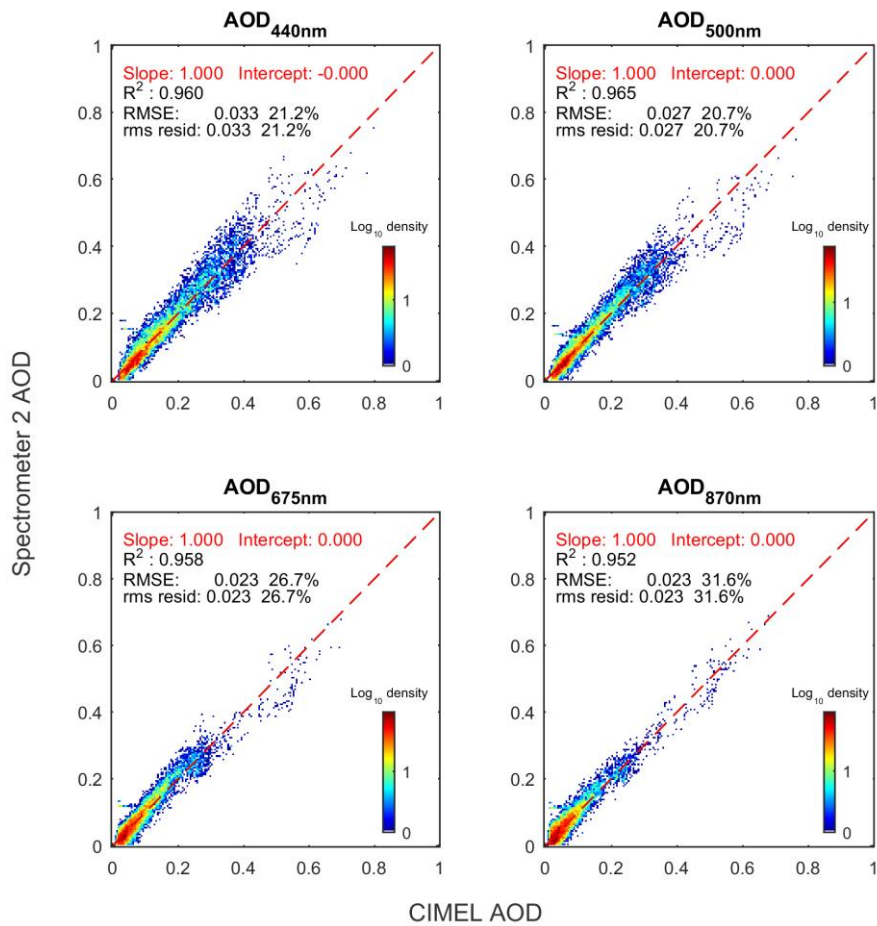 AOD440nm
1
0.8
0.6
0.4
0.2
0
0 0.2 0.4 0.6 0.8 1
Slope: 1.000 Intercept: -0.000
R2 : 0.960
RMSE: 0.033 21.2%
rms resid: 0.033 21.2%
Log10 density
1
0
AOD500nm
1
0.8
0.6
0.4
0.2
0
0 0.2 0.4 0.6 0.8 1
Slope: 1.000 Intercept: 0.000
R2 : 0.965
RMSE: 0.027 20.7%
rms resid: 0.027 20.7%
Log10 density
1
0
Spectrometer 2 AOD
AOD675nm
1
0.8
0.6
0.4
0.2
0
0 0.2 0.4 0.6 0.8 1
Slope: 1.000 Intercept: 0.000
R2 : 0.958
RMSE: 0.023 26.7%
rms resid: 0.023 26.7%
Log10 density
1
0
AOD870nm
1
0.8
0.6
0.4
0.2
0
0 0.2 0.4 0.6 0.8 1
Slope: 1.000 Intercept: 0.000
R2 : 0.952
RMSE: 0.023 31.6%
rms resid: 0.023 31.6%
Log10 density
1
0
CIMEL AOD